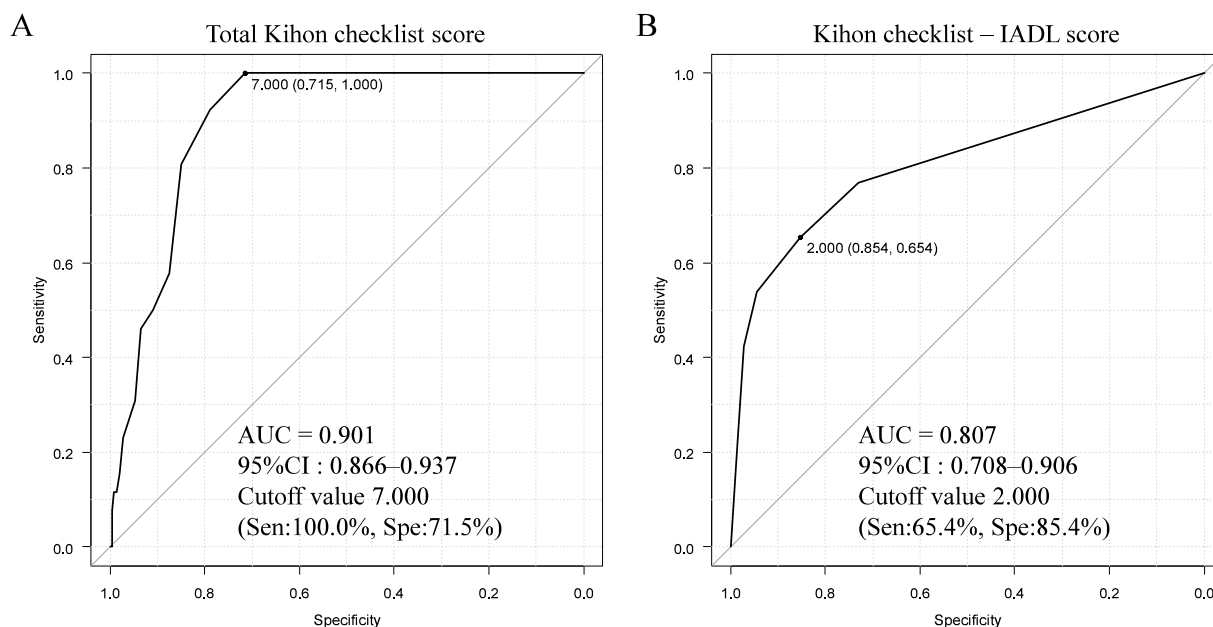 A
Total Kihon checklist score
1.0
0.8
0.6
0.4
0.2
0.0
Sensitivity
7.000 (0.715, 1.000)
AUC = 0.901
95%CI : 0.866–0.937
Cutoff value 7.000
(Sen:100.0%, Spe:71.5%)
1.0 0.8 0.6 0.4 0.2 0.0
Specificity
B
Kihon checklist – IADL score
1.0
0.8
0.6
0.4
0.2
0.0
Sensitivity
2.000 (0.854, 0.654)
AUC = 0.807
95%CI : 0.708–0.906
Cutoff value 2.000
(Sen:65.4%, Spe:85.4%)
1.0 0.8 0.6 0.4 0.2 0.0
Specificity